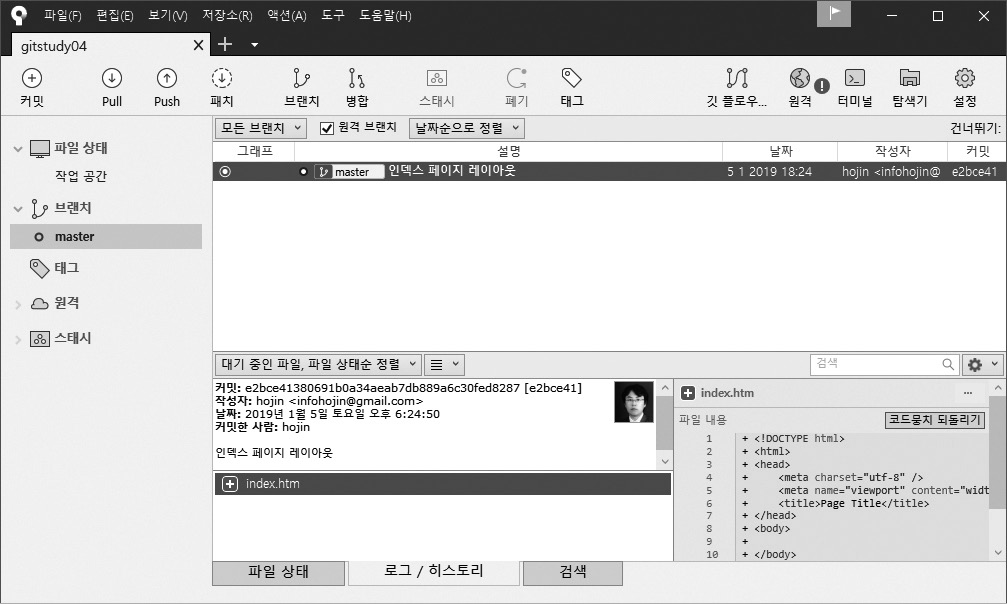 파일(F) 편집(E) 보기(V) 저장소(R) 액션(A) 도구 도움말(H)
gitstudy04
커밋 Pull Push 패치 브랜치 병합 스태시 폐기 태그 깃 플로우... 원격 터미널 탐색기 설정
파일 상태
작업 공간
브랜치
master
태그
원격
스태시
모든 브랜치 원격 브랜치 날짜순으로 정렬 건너뛰기:
그래프 설명 날짜 작성자 커밋
master 인덱스 페이지 레이아웃 5 1 2019 18:24 hojin <infohojin@ e2bce41
대기 중인 파일, 파일 상태순 정렬 검색
커밋: e2bce41380691b0a34aeab7db889a6c30fed8287 [e2bce41]
작성자: hojin <infohojin@gmail.com>
날짜: 2019년 1월 5일 토요일 오후 6:24:50
커밋한 사람: hojin
인덱스 페이지 레이아웃
index.htm
index.htm ...
파일 내용 코드뭉치 되돌리기
1 + <!DOCTYPE html>
2 + <html>
3 + <head>
4 + <meta charset="utf-8" />
5 + <meta name="viewport" content="widt
6 + <title>Page Title</title>
7 + </head>
8 + <body>
9 +
10 + </body>
파일 상태 로그 / 히스토리 검색